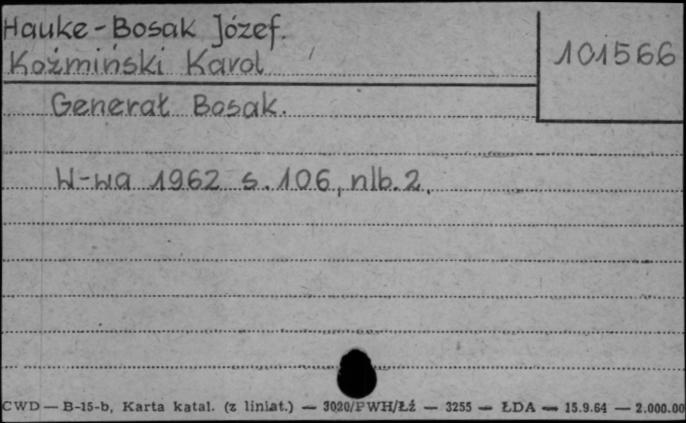 Hauke-Bosak Józef.
Koźmiński Karol
101566
Generał Bosak.
W-wa 1962 s. 106, nlb. 2.
CWD — B-15-b, Karta katal. (z liniat.) — 3020/PWH/Łź — 3255 — ŁDA — 15.9.64 — 2.000.00